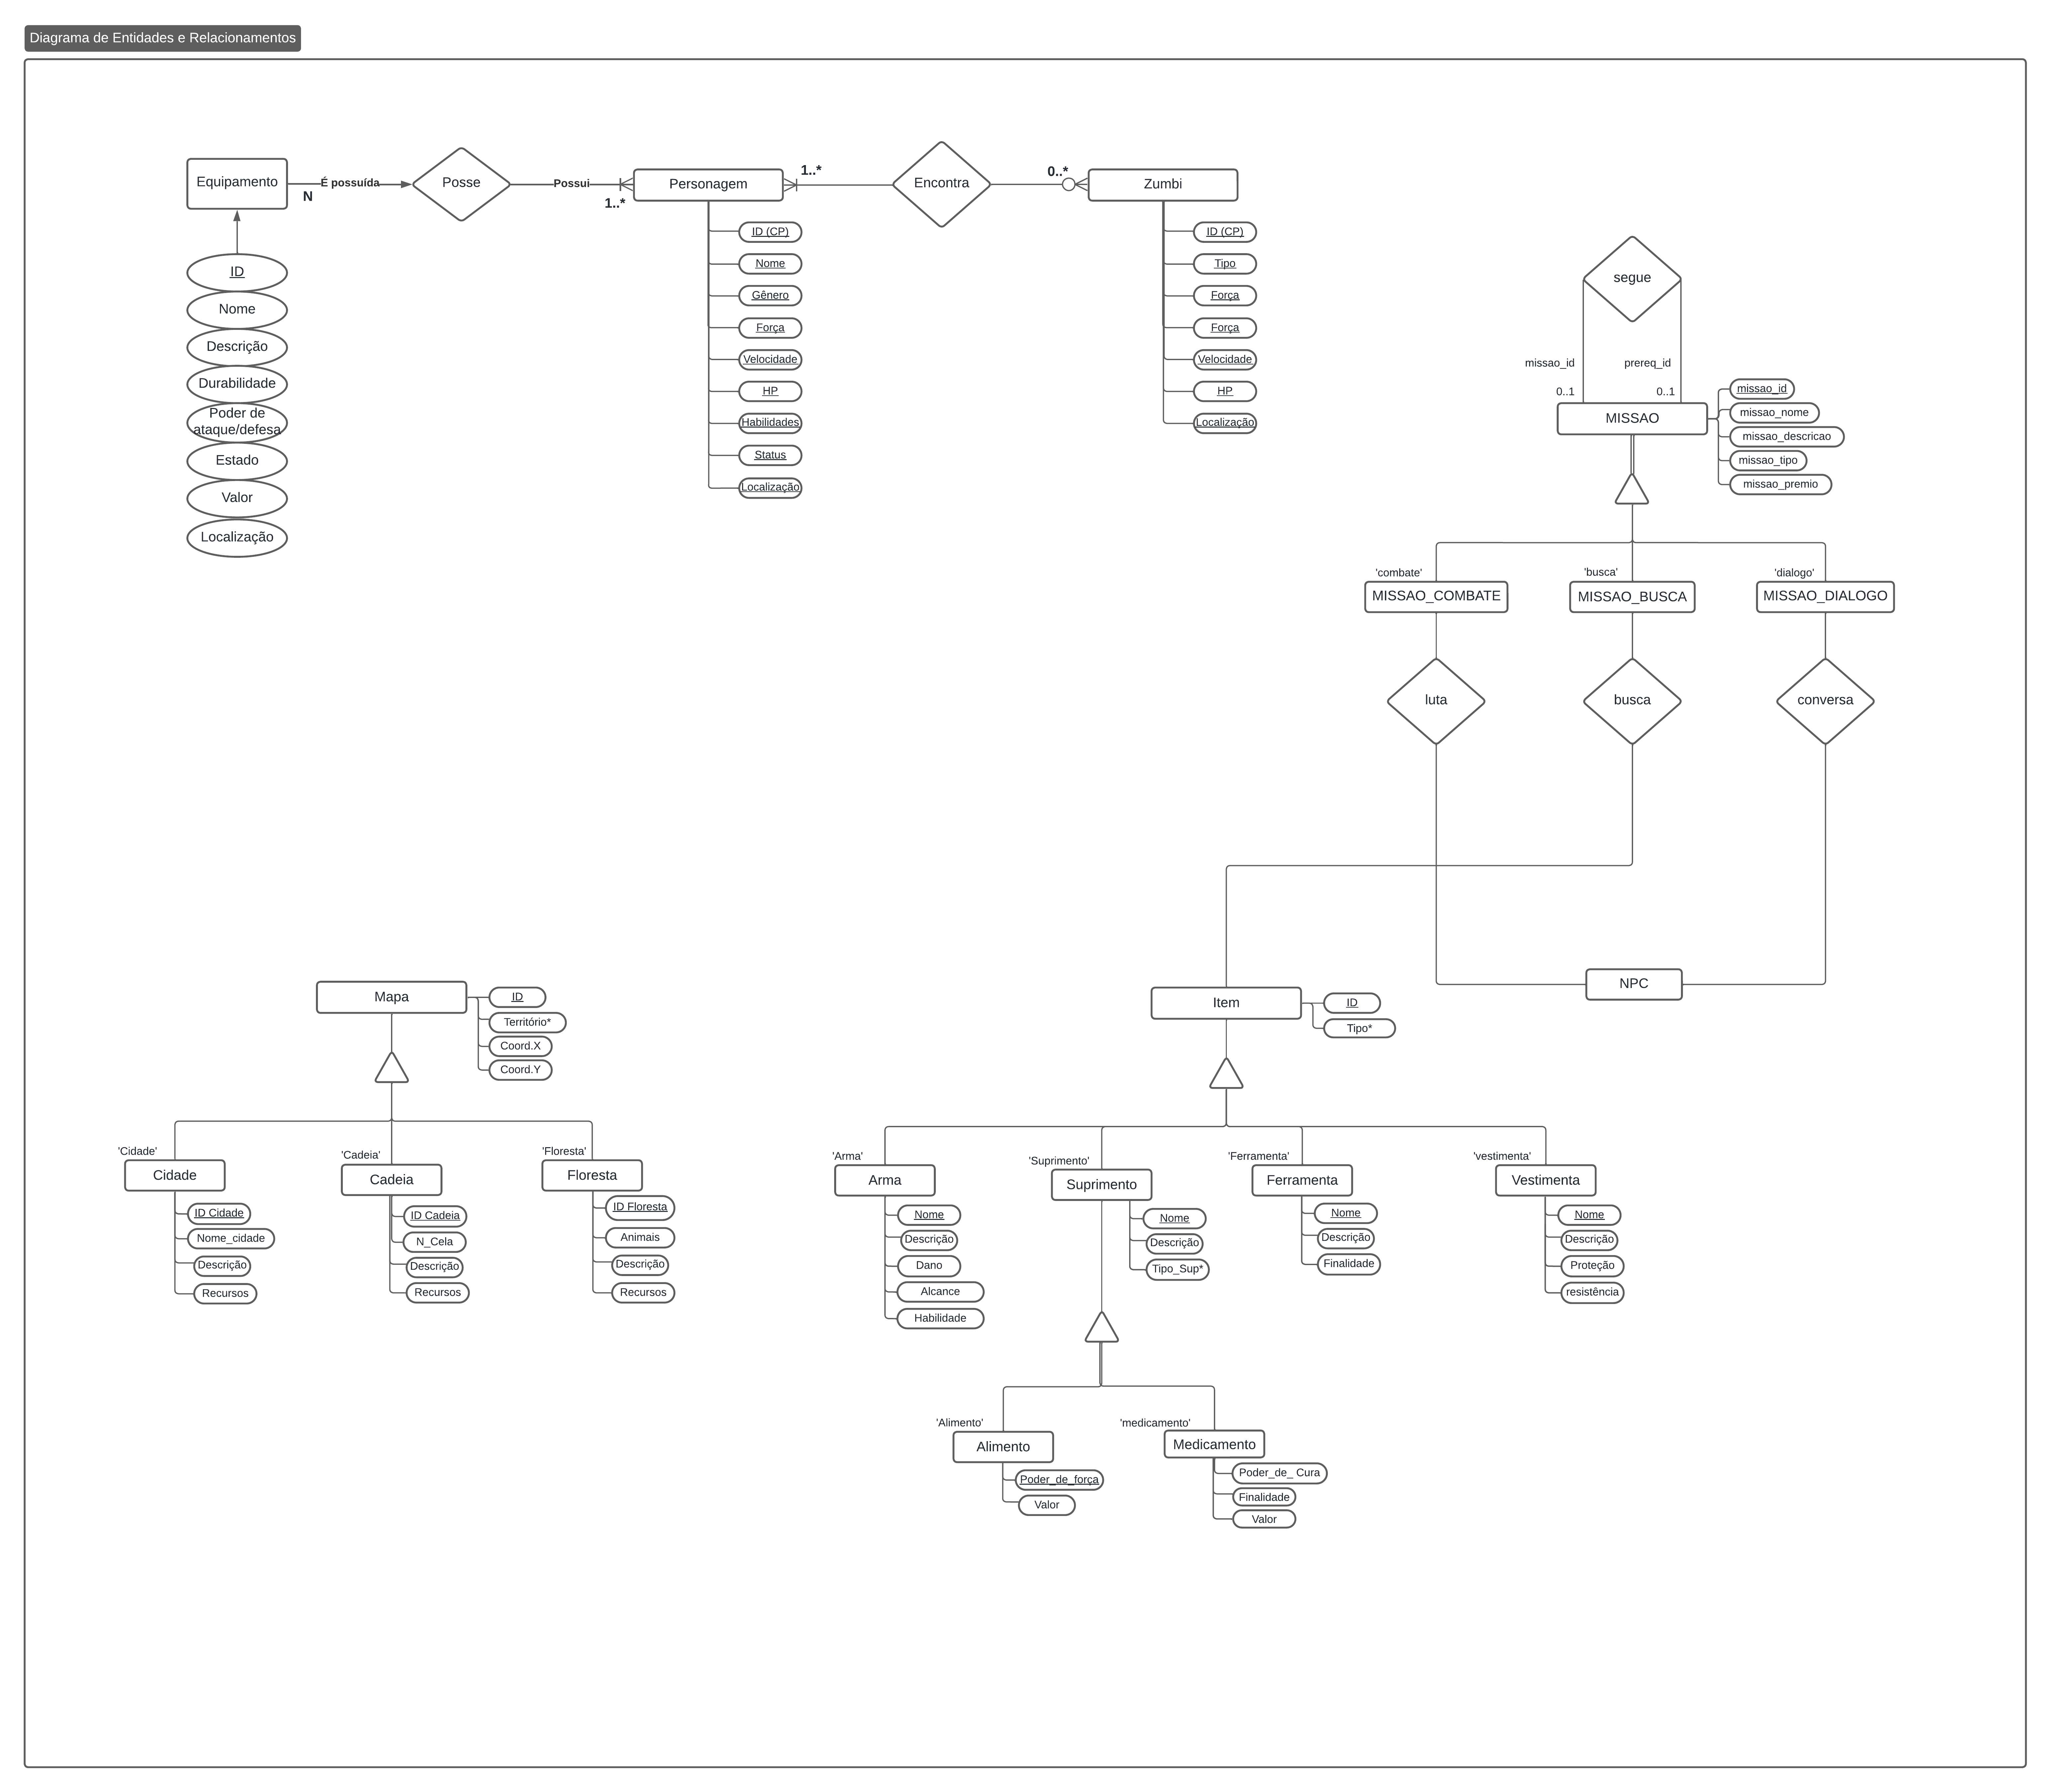 Diagrama de Entidades e Relacionamentos
Equipamento
É possuída
N
Posse
Possui
1..*
Personagem
1..*
Encontra
0..*
Zumbi
ID
Nome
Descrição
Durabilidade
Poder de
ataque/defesa
Estado
Valor
Localização
ID (CP)
Nome
Gênero
Força
Velocidade
HP
Habilidades
Status
Localização
ID (CP)
Tipo
Força
Força
Velocidade
HP
Localização
segue
missao_id
prereq_id
0..1
0..1
MISSAO
missao_id
missao_nome
missao_descricao
missao_tipo
missao_premio
'combate'
'busca'
'dialogo'
MISSAO_COMBATE
MISSAO_BUSCA
MISSAO_DIALOGO
luta
busca
conversa
NPC
Mapa
ID
Território*
Coord.X
Coord.Y
'Cidade'
'Cadeia'
'Floresta'
Cidade
Cadeia
Floresta
ID Cidade
Nome_cidade
Descrição
Recursos
ID Cadeia
N_Cela
Descrição
Recursos
ID Floresta
Animais
Descrição
Recursos
Item
ID
Tipo*
'Arma'
'Suprimento'
'Ferramenta'
'vestimenta'
Arma
Suprimento
Ferramenta
Vestimenta
Nome
Descrição
Dano
Alcance
Habilidade
Nome
Descrição
Tipo_Sup*
Nome
Descrição
Finalidade
Nome
Descrição
Proteção
resistência
'Alimento'
'medicamento'
Alimento
Medicamento
Poder_de_força
Valor
Poder_de_ Cura
Finalidade
Valor